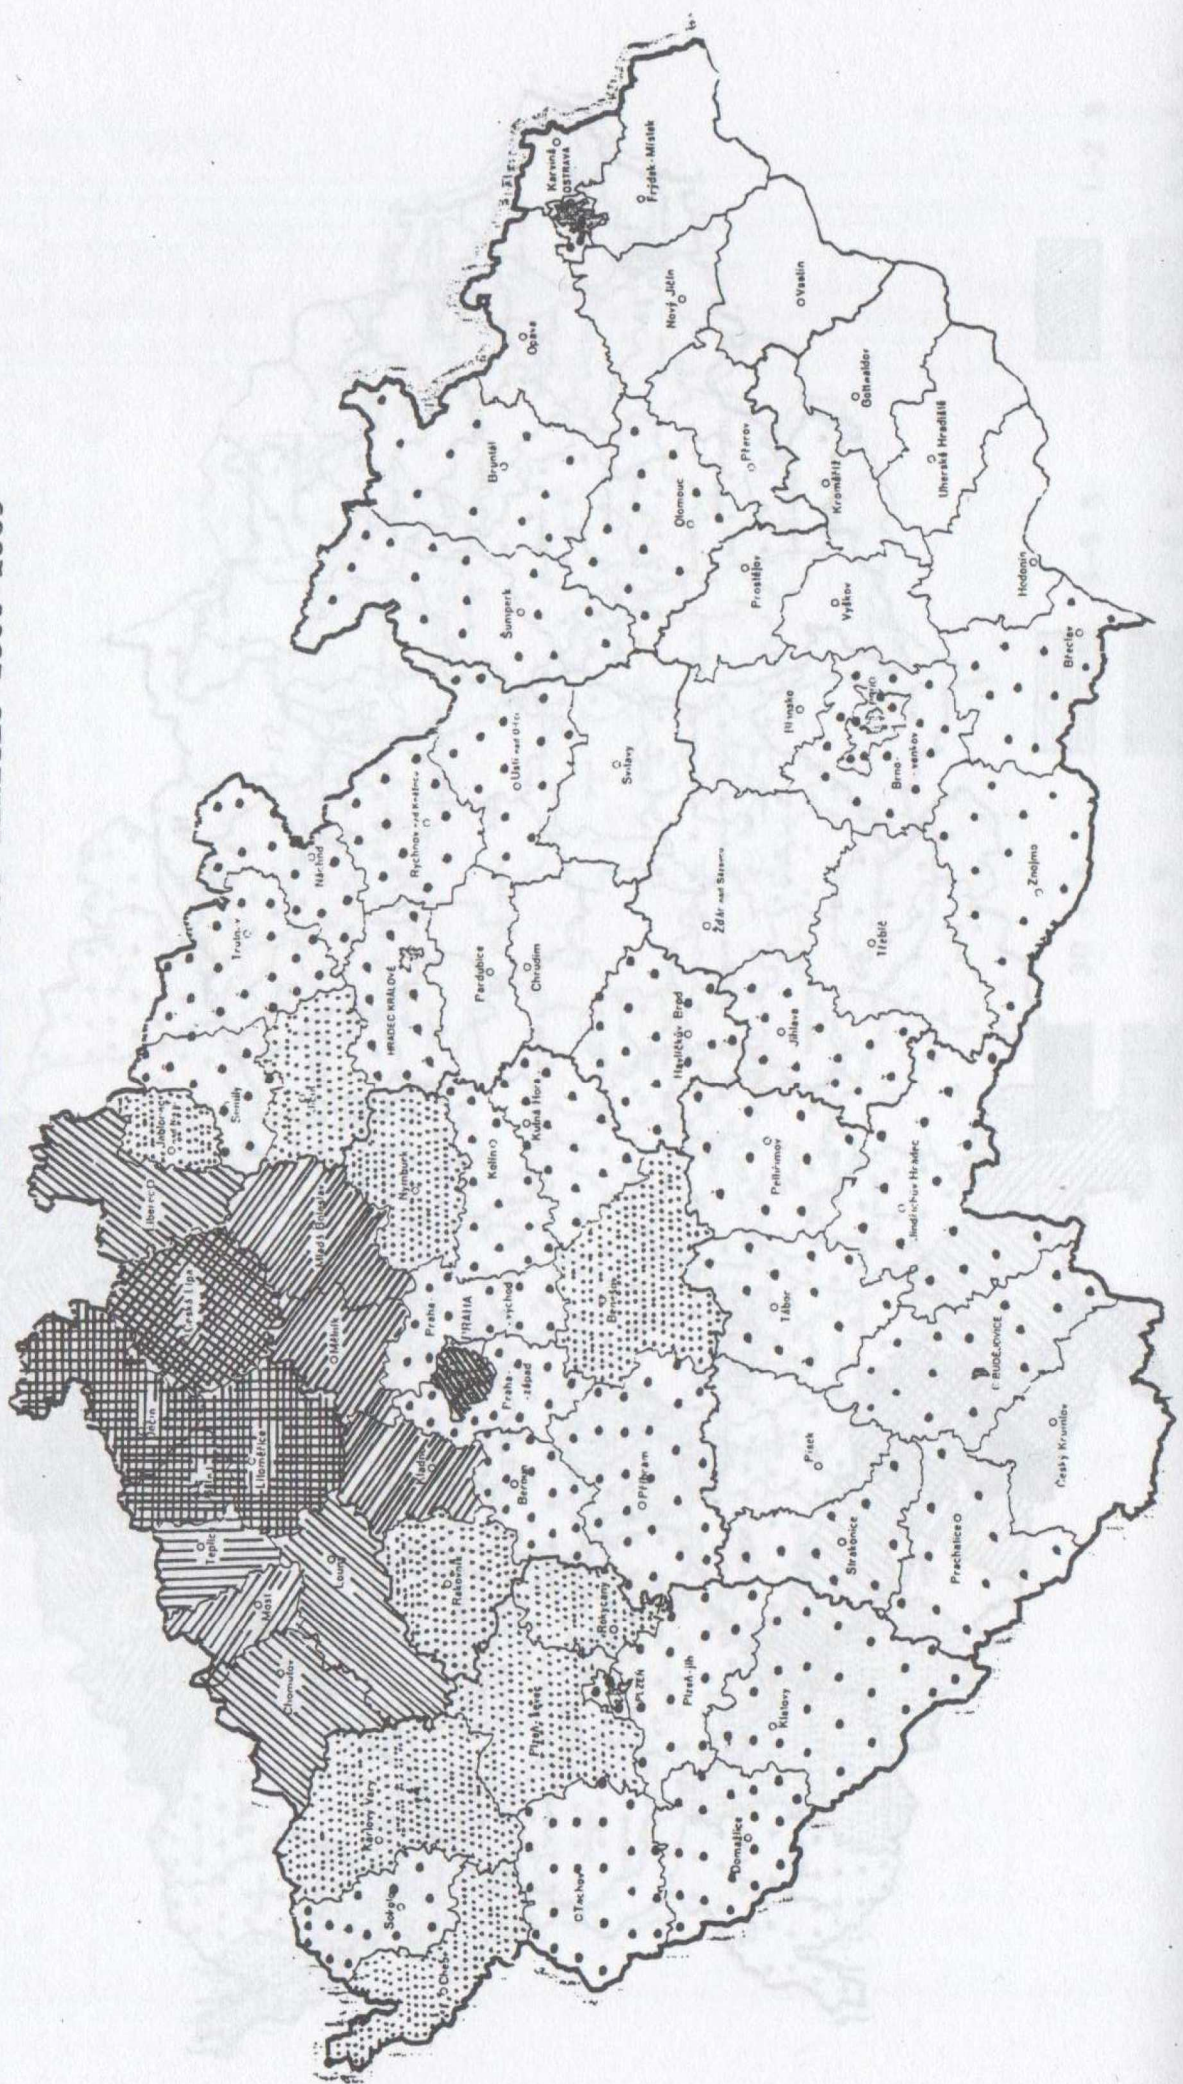 Děčín
Česká Lípa
Liberec
Teplic
Litoměřice
Most
Chomutov
Louny
Mělník
Mladá Boleslav
Semily
Trutnov
Náchod
Karlovy Vary
Sokolo
Cheb
Rakovník
Kladno
Praha-
PRAHA
-východ
Praha-
-západ
Nymburk
HRADEC KRÁLOVÉ
Rychnov nad Kněžnou
Beroun
Kolín
Kutná Hora
Pardubice
Chrudim
Ústí nad Orlicí
Šumperk
Bruntál
Opava
Karviná
OSTRAVA
Frýdek-Místek
Nový Jičín
Tachov
Plzeň-sever
Rokycany
PLZEŇ
Plzeň-jih
Příbram
Benešov
Havlíčkův Brod
Svitavy
Olomouc
Přerov
Vsetín
Domažlice
Klatovy
Písek
Tábor
Pelhřimov
Jihlava
Žďár nad Sázavou
Blansko
Prostějov
Vyškov
Kroměříž
Gottwaldov
Uherské Hradiště
Strakonice
Prachatice
Č. BUDĚJOVICE
Český Krumlov
Jindřichův Hradec
Třebíč
Znojmo
Brno-
-venkov
Břeclav
Hodonín